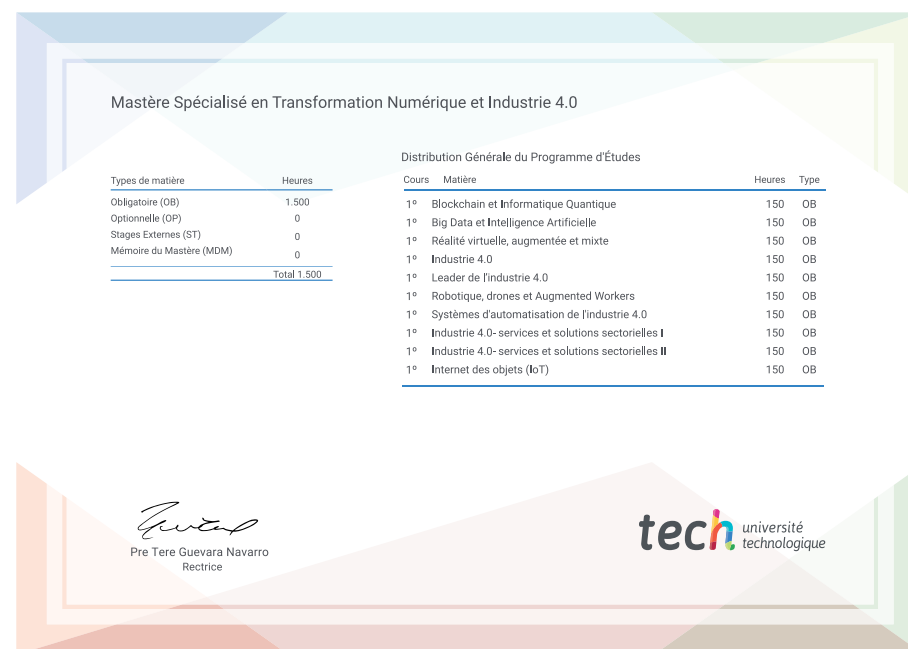 Mastère Spécialisé en Transformation Numérique et Industrie 4.0
Types de matière Heures
Obligatoire (OB) 1.500
Optionnelle (OP) 0
Stages Externes (ST) 0
Mémoire du Mastère (MDM) 0
Total 1.500
Distribution Générale du Programme d'Études
Cours Matière Heures Type
1º Blockchain et Informatique Quantique 150 OB
1º Big Data et Intelligence Artificielle 150 OB
1º Réalité virtuelle, augmentée et mixte 150 OB
1º Industrie 4.0 150 OB
1º Leader de l'industrie 4.0 150 OB
1º Robotique, drones et Augmented Workers 150 OB
1º Systèmes d'automatisation de l'industrie 4.0 150 OB
1º Industrie 4.0- services et solutions sectorielles I 150 OB
1º Industrie 4.0- services et solutions sectorielles II 150 OB
1º Internet des objets (IoT) 150 OB
Pre Tere Guevara Navarro
Rectrice
tech université
technologique